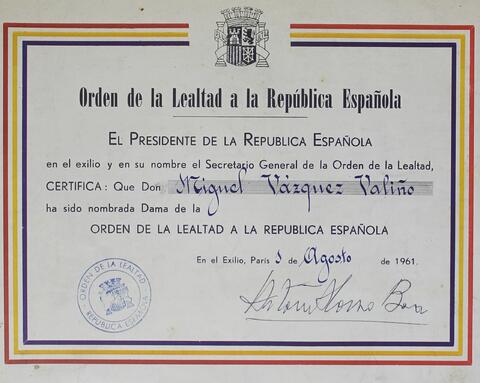 Orden de la Lealtad a la República Española
EL PRESIDENTE DE LA REPUBLICA ESPAÑOLA
en el exilio y en su nombre el Secretario General de la Orden de la Lealtad,
CERTIFICA : Que Don Miguel Vázquez Valiño
ha sido nombrada Dama de la
ORDEN DE LA LEALTAD A LA REPUBLICA ESPAÑOLA
En el Exilio, París 5 de Agosto de 1961.
ORDEN DE LA LEALTAD
REPUBLICA ESPAÑOLA